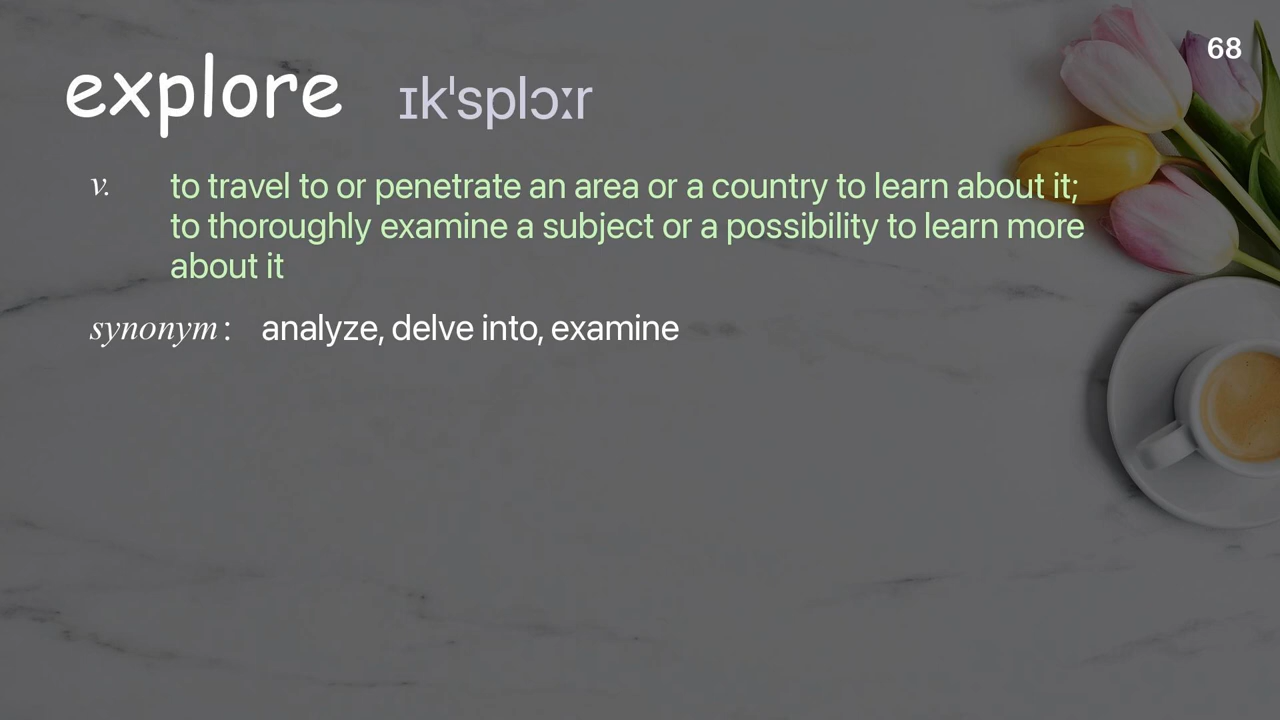 68
explore ɪkˈsplɔːr
v. to travel to or penetrate an area or a country to learn about it;
to thoroughly examine a subject or a possibility to learn more
about it
synonym: analyze, delve into, examine